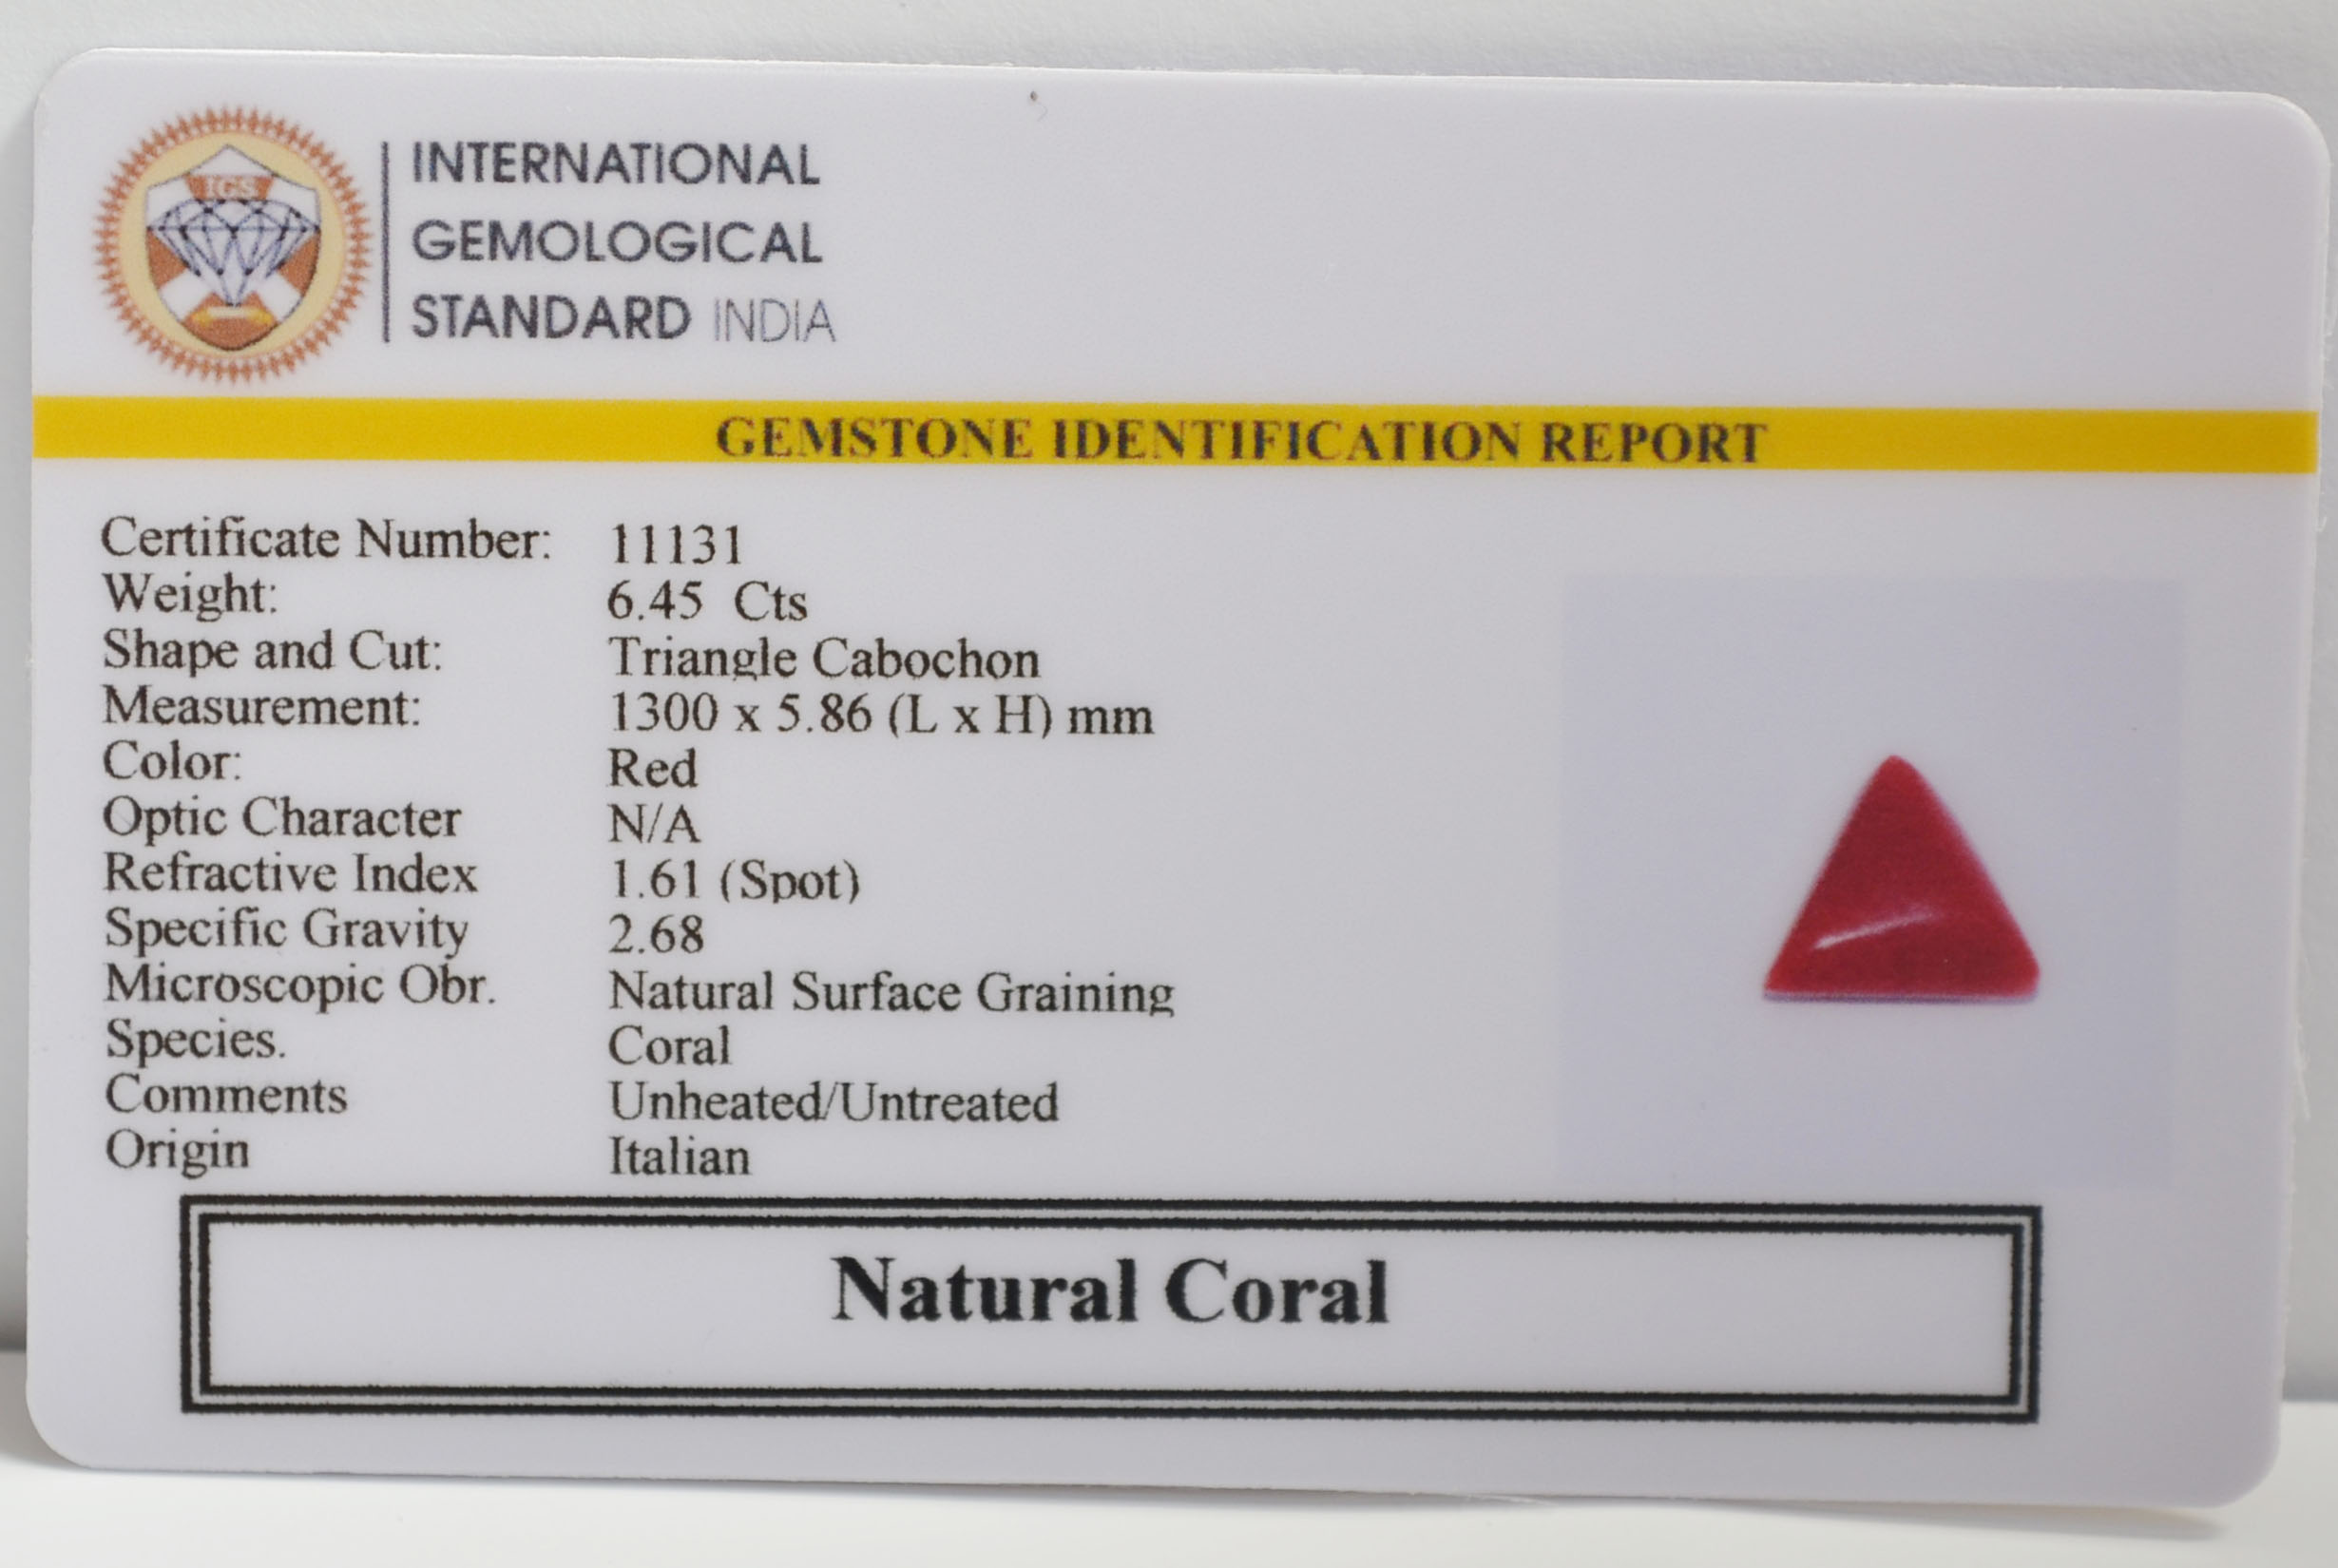 IGS
INTERNATIONAL
GEMOLOGICAL
STANDARD INDIA
GEMSTONE IDENTIFICATION REPORT
Certificate Number: 11131
Weight: 6.45 Cts
Shape and Cut: Triangle Cabochon
Measurement: 1300 x 5.86 (L x H) mm
Color: Red
Optic Character N/A
Refractive Index 1.61 (Spot)
Specific Gravity 2.68
Microscopic Obr. Natural Surface Graining
Species. Coral
Comments Unheated/Untreated
Origin Italian
Natural Coral